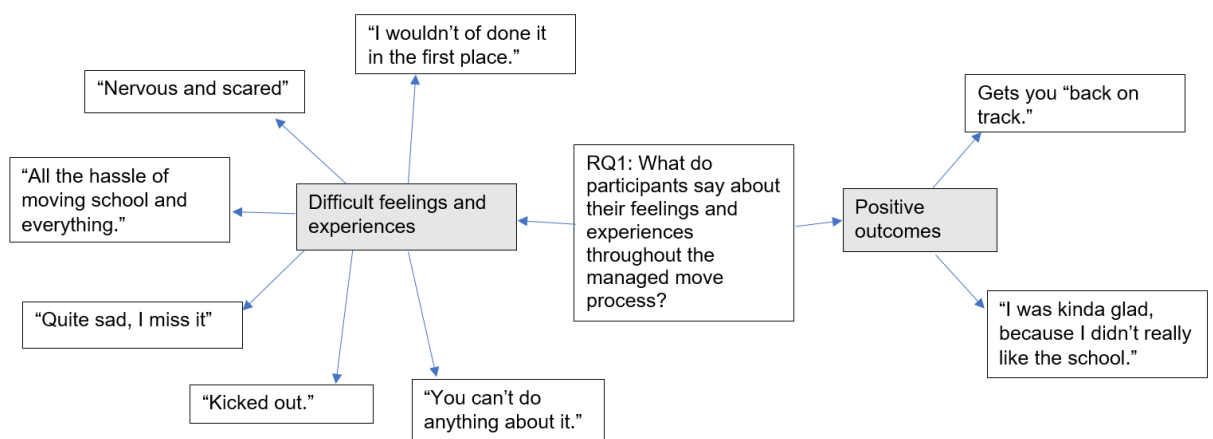 “I wouldn’t of done it
in the first place.”
“Nervous and scared”
Gets you “back on
track.”
“All the hassle of
moving school and
everything.”
Difficult feelings and
experiences
RQ1: What do
participants say about
their feelings and
experiences
throughout the
managed move
process?
Positive
outcomes
“Quite sad, I miss it”
“I was kinda glad,
because I didn’t really
like the school.”
“Kicked out.”
“You can’t do
anything about it.”